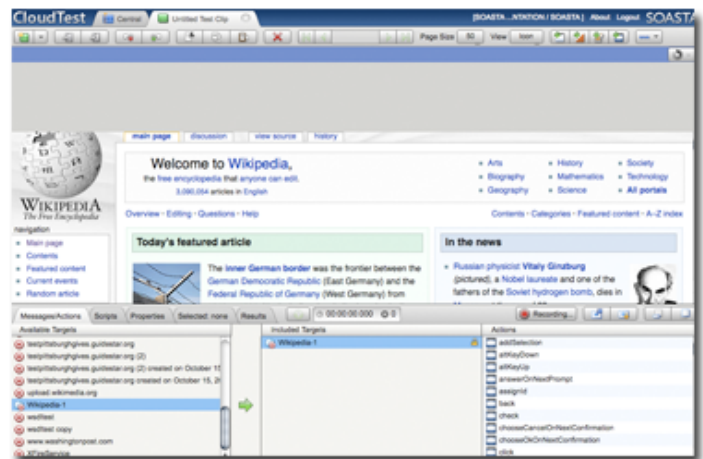 CloudTest Central Untitled Test Clip [SOASTA...NTATION / SOASTA] About Logout SOASTA
Page Size 50 View Icon
main page discussion view source history
Welcome to Wikipedia,
the free encyclopedia that anyone can edit.
3,090,064 articles in English
Arts History Society
Biography Mathematics Technology
Geography Science All portals
WIKIPEDIA
The Free Encyclopedia
Overview · Editing · Questions · Help Contents · Categories · Featured content · A–Z index
navigation
Main page
Contents
Featured content
Current events
Random article
Today's featured article
The inner German border was the frontier between the
German Democratic Republic (East Germany) and the
Federal Republic of Germany (West Germany) from
In the news
Russian physicist Vitaly Ginzburg
(pictured), a Nobel laureate and one of the
fathers of the Soviet hydrogen bomb, dies in
Messages/Actions Scripts Properties Selected: none Results 00:00:00.000 0 Recording...
Available Targets
testpittsburghgives.guidestar.org
testpittsburghgives.guidestar.org (2)
testpittsburghgives.guidestar.org (2) created on October 15
testpittsburghgives.guidestar.org created on October 15, 20
upload.wikimedia.org
Wikipedia-1
wsdltest
wsdltest copy
www.washingtonpost.com
XFireService
Included Targets
Wikipedia-1
Actions
addSelection
altKeyDown
altKeyUp
answerOnNextPrompt
assignId
back
check
chooseCancelOnNextConfirmation
chooseOkOnNextConfirmation
click